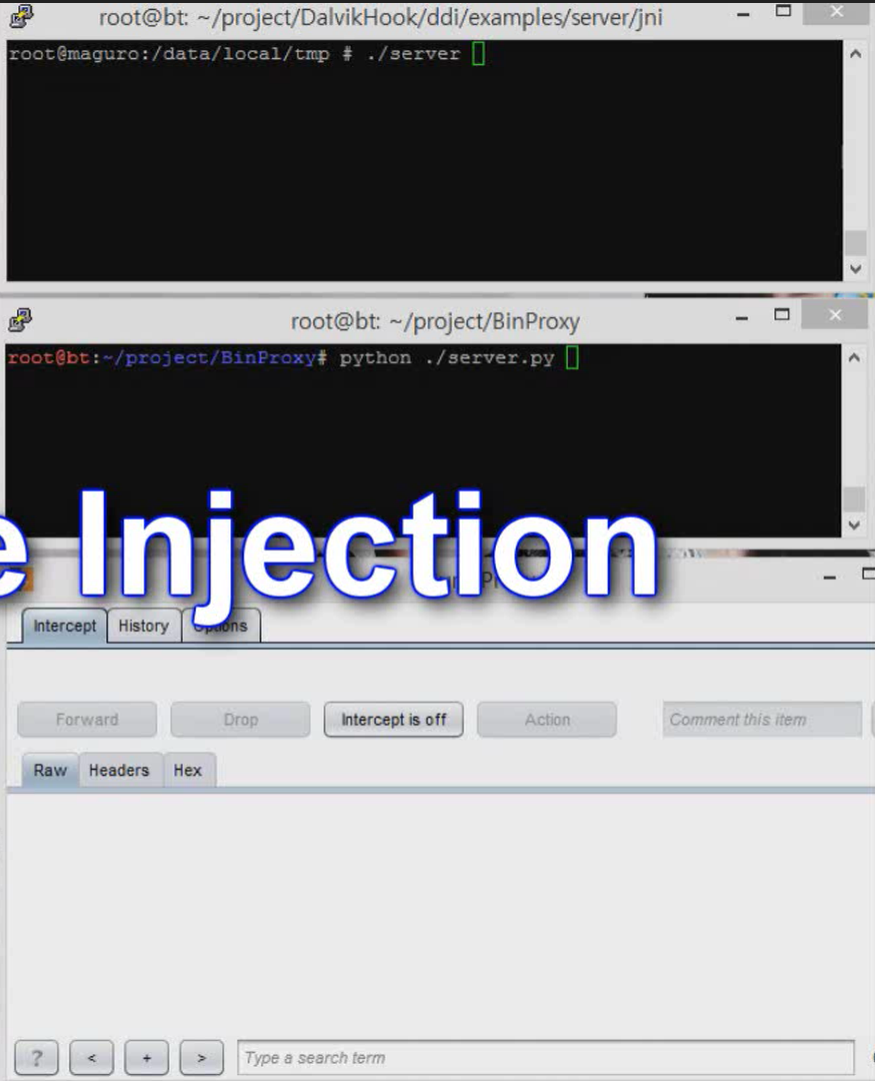 root@bt: ~/project/DalvikHook/ddi/examples/server/jni
root@maguro:/data/local/tmp # ./server
root@bt: ~/project/BinProxy
root@bt:~/project/BinProxy# python ./server.py
e Injection
Intercept History Options
Forward Drop Intercept is off Action Comment this item
Raw Headers Hex
? < + > Type a search term